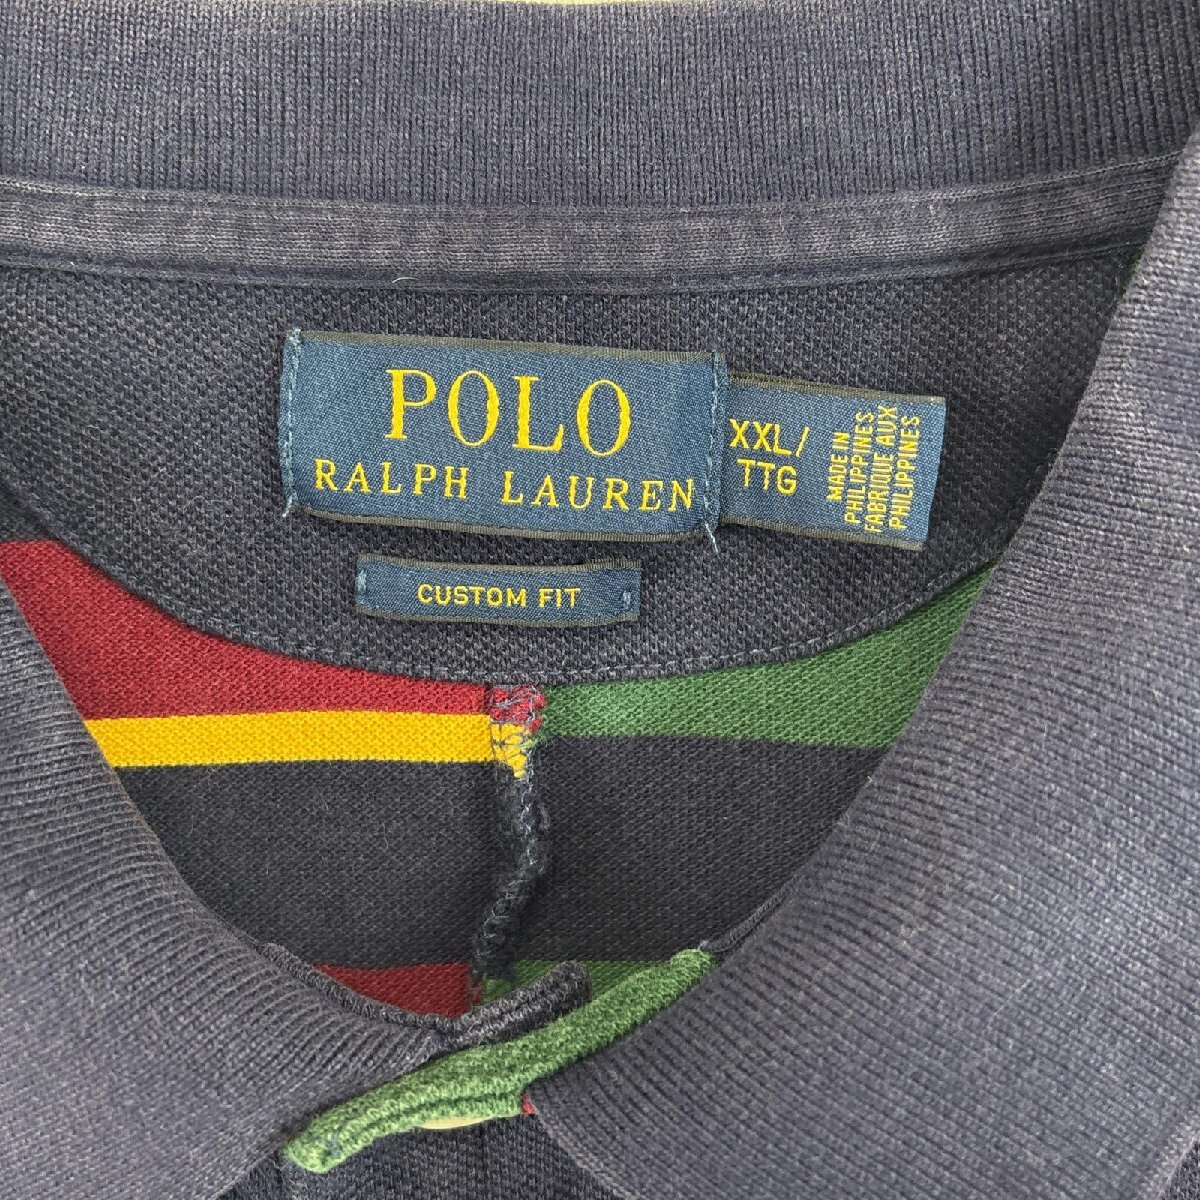 POLO
RALPH LAUREN
XXL/
TTG
MADE IN
PHILIPPINES
FABRIQUE AUX
PHILIPPINES
CUSTOM FIT